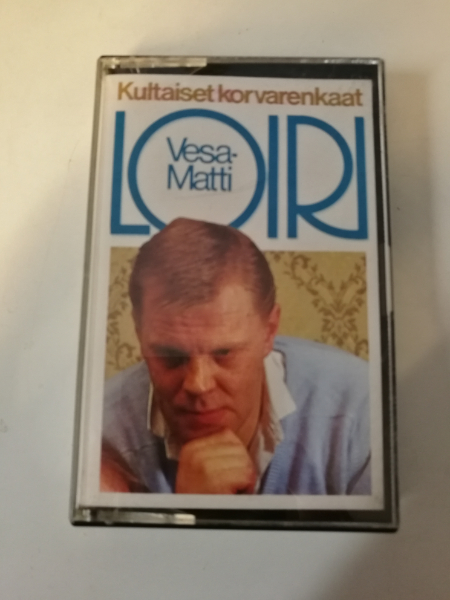 Kultaiset korvarenkaat
LOIRI
Vesa-
Matti